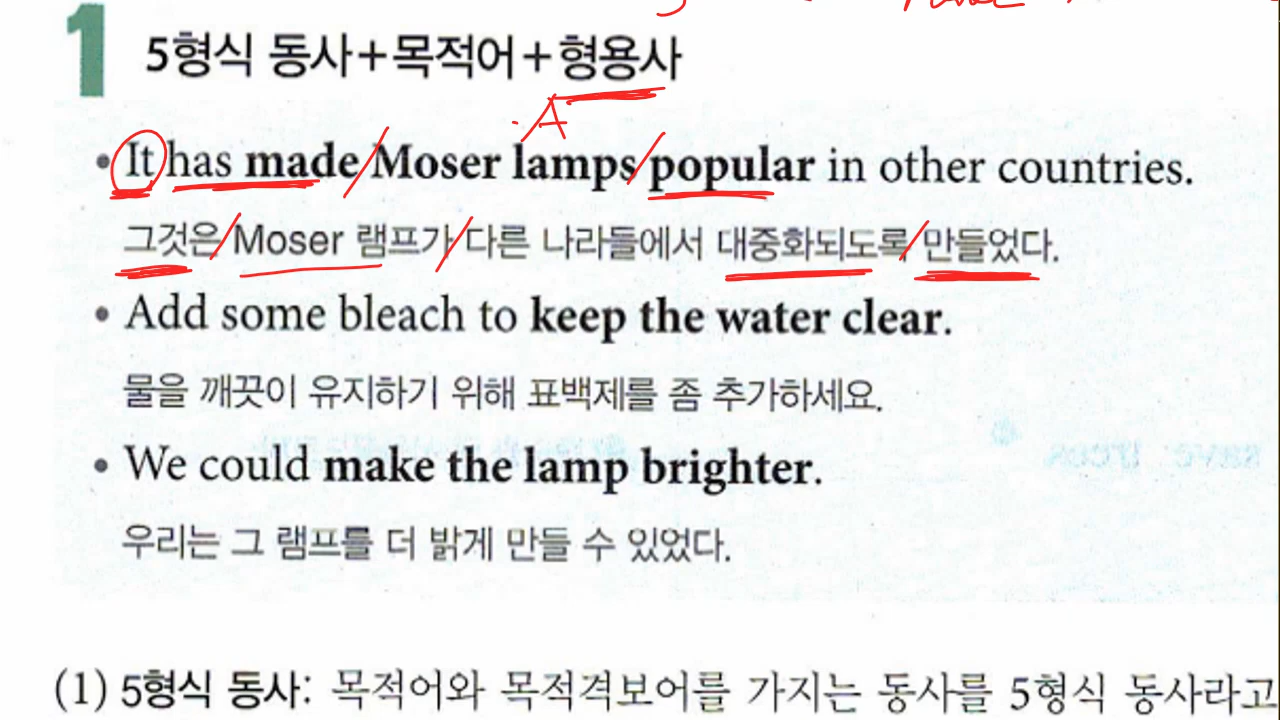 1 5형식 동사+목적어+형용사
A
• It has made Moser lamps popular in other countries.
그것은 Moser 램프가 다른 나라들에서 대중화되도록 만들었다.
• Add some bleach to keep the water clear.
물을 깨끗이 유지하기 위해 표백제를 좀 추가하세요.
• We could make the lamp brighter.
우리는 그 램프를 더 밝게 만들 수 있었다.
(1) 5형식 동사: 목적어와 목적격보어를 가지는 동사를 5형식 동사라고